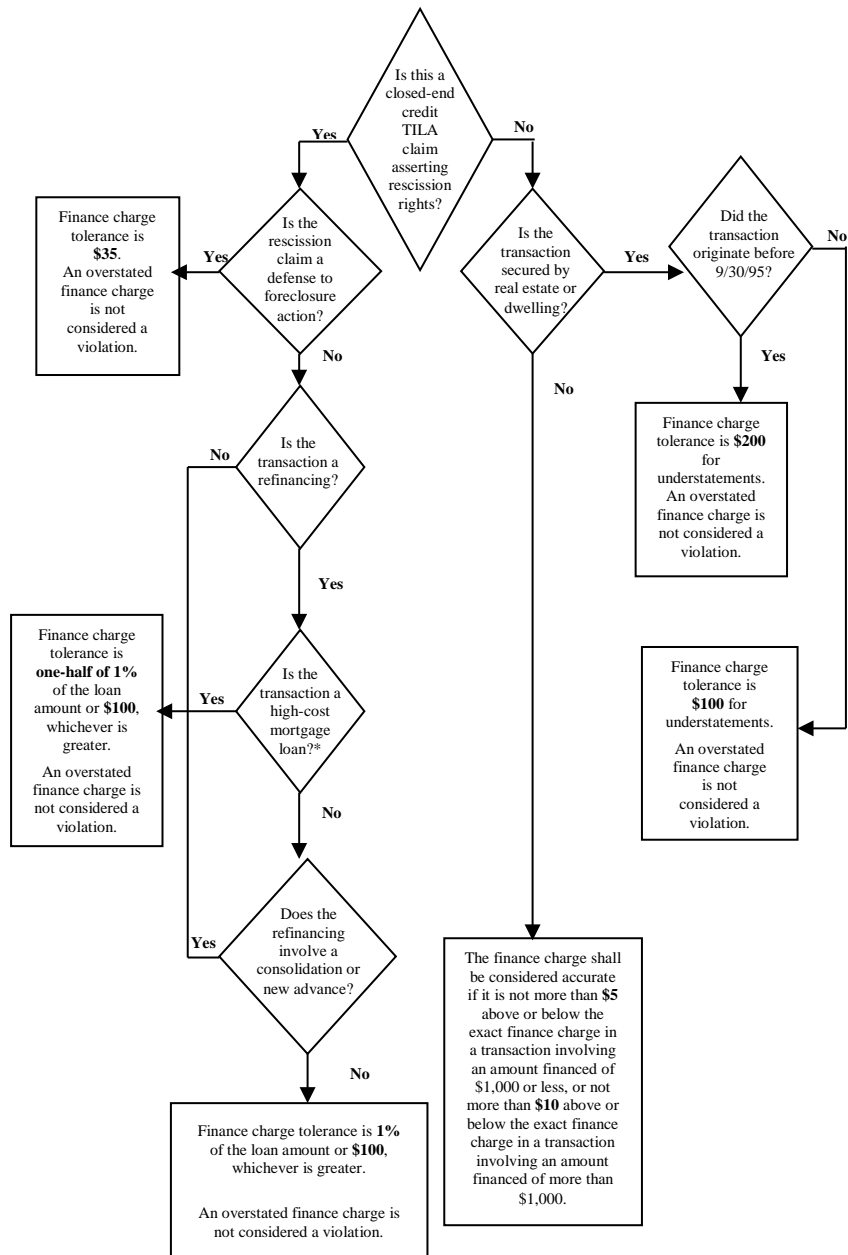 Is this a
closed-end
credit
TILA
claim
asserting
rescission
rights?
Yes
No
Finance charge
tolerance is
$35.
An overstated
finance charge
is not
considered a
violation.
Yes
Is the
rescission
claim a
defense to
foreclosure
action?
No
Is the
transaction
secured by
real estate or
dwelling?
Yes
No
Did the
transaction
originate before
9/30/95?
No
Yes
Finance charge
tolerance is $200
for
understatements.
An overstated
finance charge is
not considered a
violation.
Is the
transaction a
refinancing?
No
Yes
Finance charge
tolerance is
one-half of 1%
of the loan
amount or $100,
whichever is
greater.
An overstated
finance charge is
not considered a
violation.
Yes
Is the
transaction a
high-cost
mortgage
loan?*
No
Finance charge
tolerance is
$100 for
understatements.
An overstated
finance charge
is not
considered a
violation.
Does the
refinancing
involve a
consolidation or
new advance?
Yes
No
The finance charge shall
be considered accurate
if it is not more than $5
above or below the
exact finance charge in
a transaction involving
an amount financed of
$1,000 or less, or not
more than $10 above or
below the exact finance
charge in a transaction
involving an amount
financed of more than
$1,000.
Finance charge tolerance is 1%
of the loan amount or $100,
whichever is greater.
An overstated finance charge is
not considered a violation.